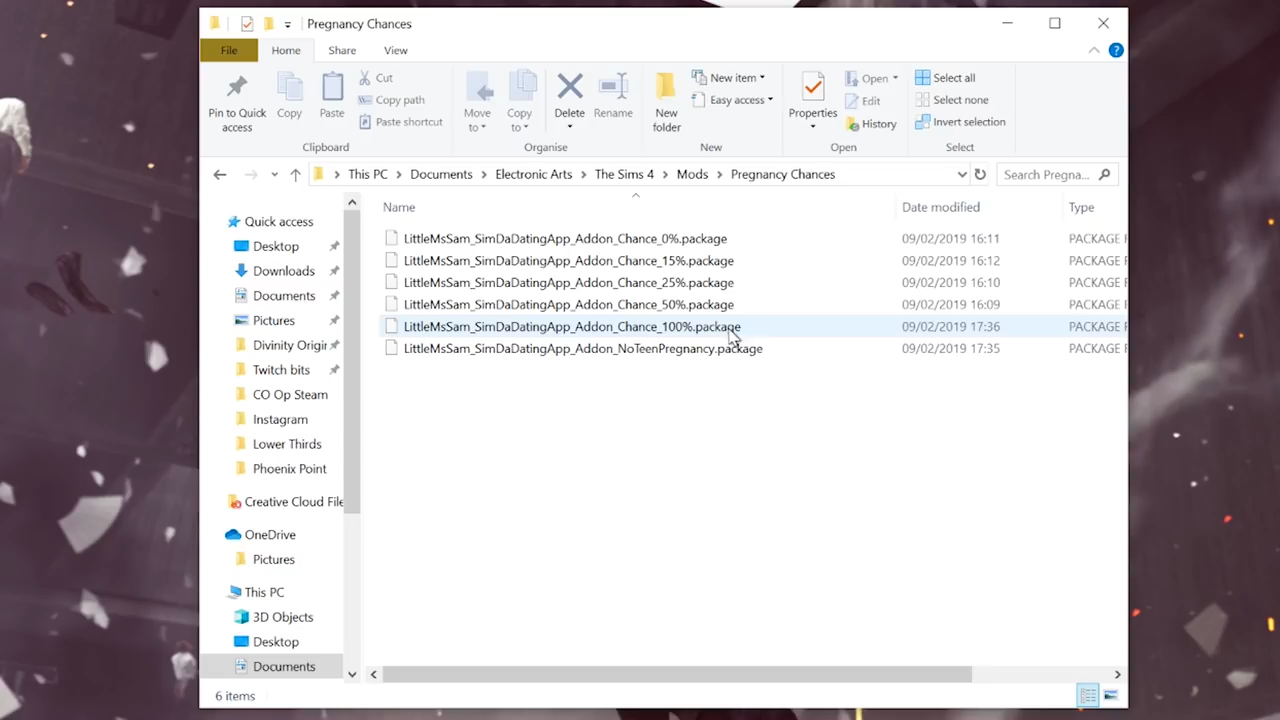 Pregnancy Chances
File Home Share View
Pin to Quick access
Copy
Paste
Cut
Copy path
Paste shortcut
Clipboard
Move to
Copy to
Delete
Rename
Organise
New folder
New item
Easy access
New
Properties
Open
Edit
History
Open
Select all
Select none
Invert selection
Select
This PC Documents Electronic Arts The Sims 4 Mods Pregnancy Chances
Search Pregna...
Name Date modified Type
LittleMsSam_SimDaDatingApp_Addon_Chance_0%.package 09/02/2019 16:11 PACKAGE F
LittleMsSam_SimDaDatingApp_Addon_Chance_15%.package 09/02/2019 16:12 PACKAGE F
LittleMsSam_SimDaDatingApp_Addon_Chance_25%.package 09/02/2019 16:10 PACKAGE F
LittleMsSam_SimDaDatingApp_Addon_Chance_50%.package 09/02/2019 16:09 PACKAGE F
LittleMsSam_SimDaDatingApp_Addon_Chance_100%.package 09/02/2019 17:36 PACKAGE F
LittleMsSam_SimDaDatingApp_Addon_NoTeenPregnancy.package 09/02/2019 17:35 PACKAGE F
Quick access
Desktop
Downloads
Documents
Pictures
Divinity Origir
Twitch bits
CO Op Steam
Instagram
Lower Thirds
Phoenix Point
Creative Cloud File
OneDrive
Pictures
This PC
3D Objects
Desktop
Documents
6 items